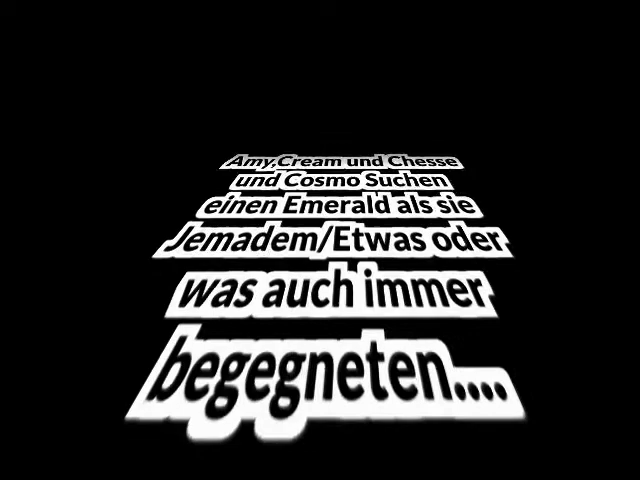 Amy,Cream und Chesse
und Cosmo Suchen
einen Emerald als sie
Jemadem/Etwas oder
was auch immer
begegneten....